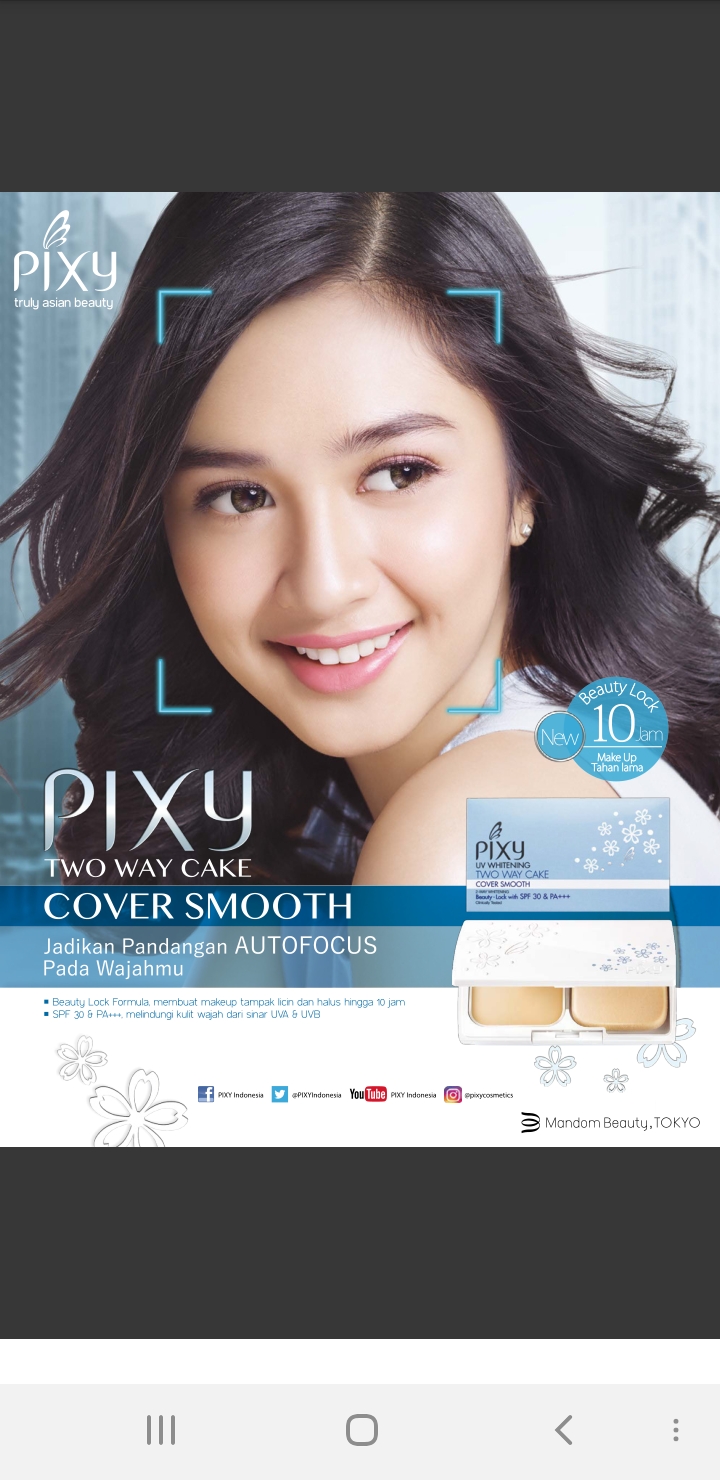 PIXY
truly asian beauty
Beauty Lock
New
10 Jam
Make Up
Tahan lama
PIXY
TWO WAY CAKE
COVER SMOOTH
Jadikan Pandangan AUTOFOCUS
Pada Wajahmu
PIXY
UV WHITENING
TWO WAY CAKE
COVER SMOOTH
Beauty-Lock with SPF 30 & PA+++
Clinically Tested
Beauty Lock Formula, membuat makeup tampak licin dan halus hingga 10 jam
SPF 30 & PA+++, melindungi kulit wajah dari sinar UVA & UVB
PIXY Indonesia @PIXYIndonesia YouTube PIXY Indonesia @pixycosmetics
Mandom Beauty, TOKYO